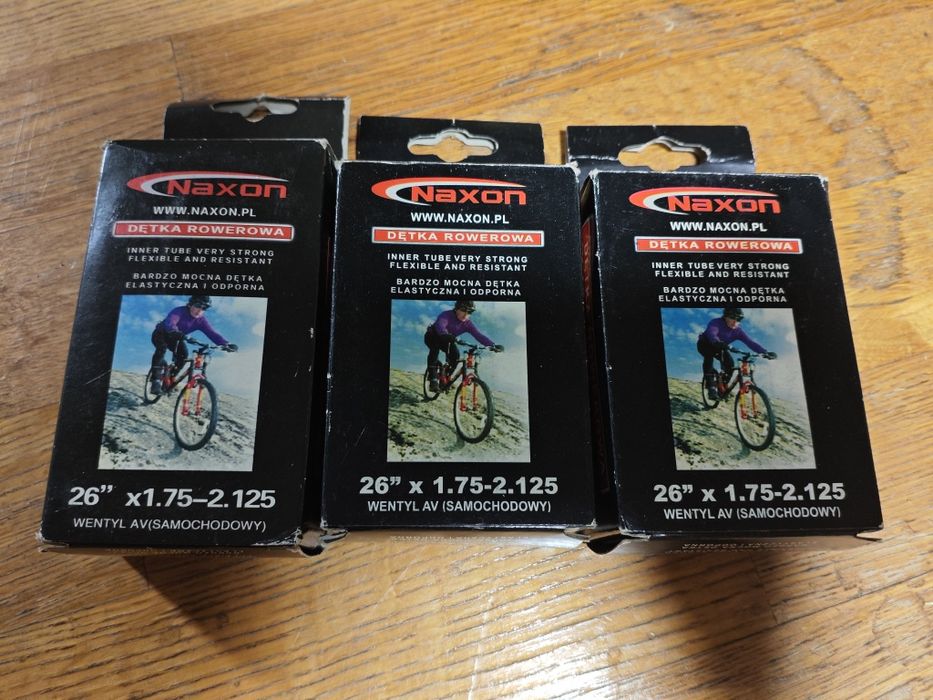 Naxon
WWW.NAXON.PL
DĘTKA ROWEROWA
INNER TUBE VERY STRONG
FLEXIBLE AND RESISTANT
BARDZO MOCNA DĘTKA
ELASTYCZNA I ODPORNA
26” x1.75–2.125
WENTYL AV(SAMOCHODOWY)
Naxon
WWW.NAXON.PL
DĘTKA ROWEROWA
INNER TUBE VERY STRONG
FLEXIBLE AND RESISTANT
BARDZO MOCNA DĘTKA
ELASTYCZNA I ODPORNA
26” x 1.75-2.125
WENTYL AV (SAMOCHODOWY)
Naxon
WWW.NAXON.PL
DĘTKA ROWEROWA
INNER TUBE VERY STRONG
FLEXIBLE AND RESISTANT
BARDZO MOCNA DĘTKA
ELASTYCZNA I ODPORNA
26” x 1.75-2.125
WENTYL AV (SAMOCHODOWY)